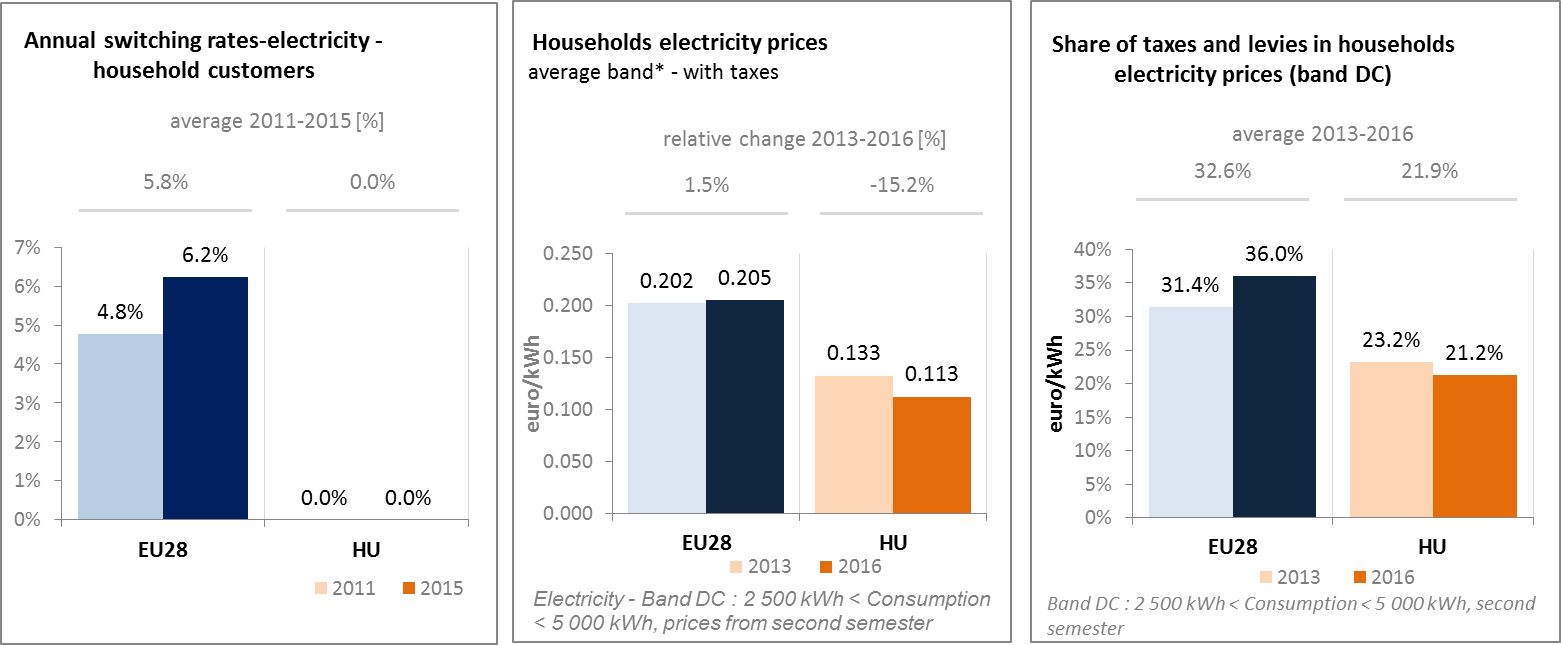 Annual switching rates-electricity -
household customers
average 2011-2015 [%]
5.8% 0.0%
7%
6%
5%
4%
3%
2%
1%
0%
4.8%
6.2%
0.0% 0.0%
EU28 HU
2011 2015
Households electricity prices
average band* - with taxes
relative change 2013-2016 [%]
1.5% -15.2%
euro/kWh
0.250
0.200
0.150
0.100
0.050
0.000
0.202 0.205
0.133
0.113
EU28 HU
2013 2016
Electricity - Band DC : 2 500 kWh < Consumption
< 5 000 kWh, prices from second semester
Share of taxes and levies in households
electricity prices (band DC)
average 2013-2016
32.6% 21.9%
euro/kWh
40%
35%
30%
25%
20%
15%
10%
5%
0%
31.4%
36.0%
23.2%
21.2%
EU28 HU
2013 2016
Band DC : 2 500 kWh < Consumption < 5 000 kWh, second
semester